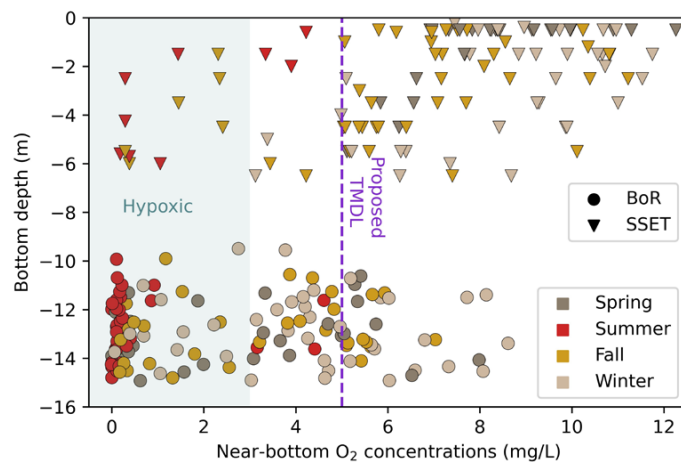 0
−2
−4
−6
−8
−10
−12
−14
−16
Bottom depth (m)
Hypoxic
Proposed
TMDL
BoR
SSET
Spring
Summer
Fall
Winter
0
2
4
6
8
10
12
Near-bottom O₂ concentrations (mg/L)